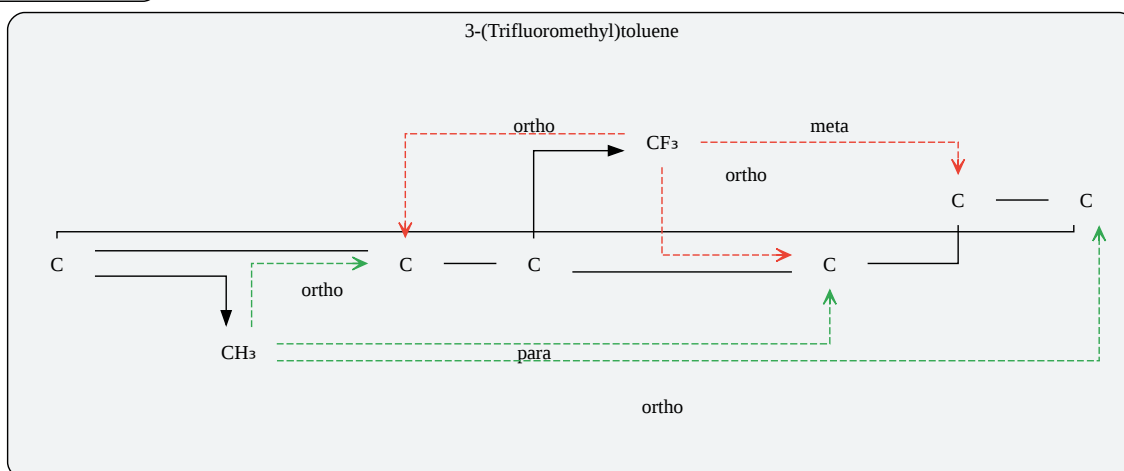 3-(Trifluoromethyl)toluene
ortho
meta
CF₃
ortho
C
C
C
C
C
C
ortho
CH₃
para
ortho